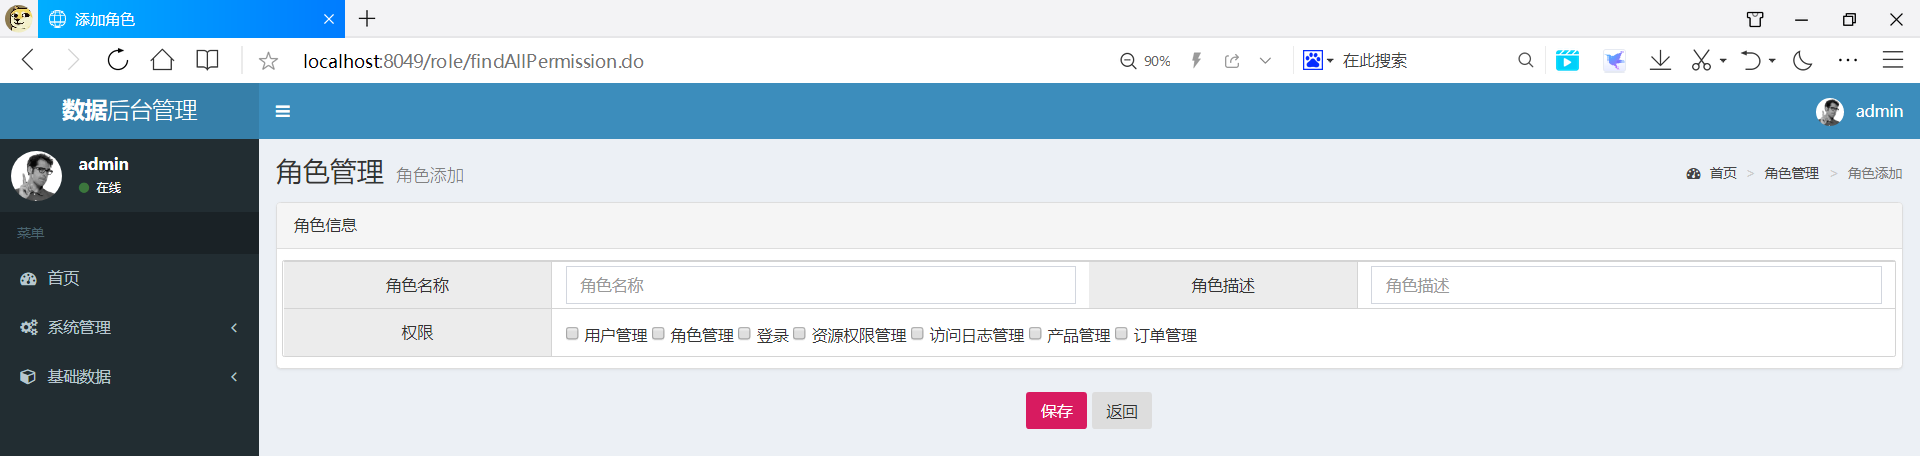 添加角色
localhost:8049/role/findAllPermission.do
90%
在此搜索
数据后台管理
admin
admin
在线
角色管理 角色添加
首页 > 角色管理 > 角色添加
菜单
角色信息
首页
系统管理
基础数据
角色名称 角色名称 角色描述 角色描述
权限 用户管理 角色管理 登录 资源权限管理 访问日志管理 产品管理 订单管理
保存 返回